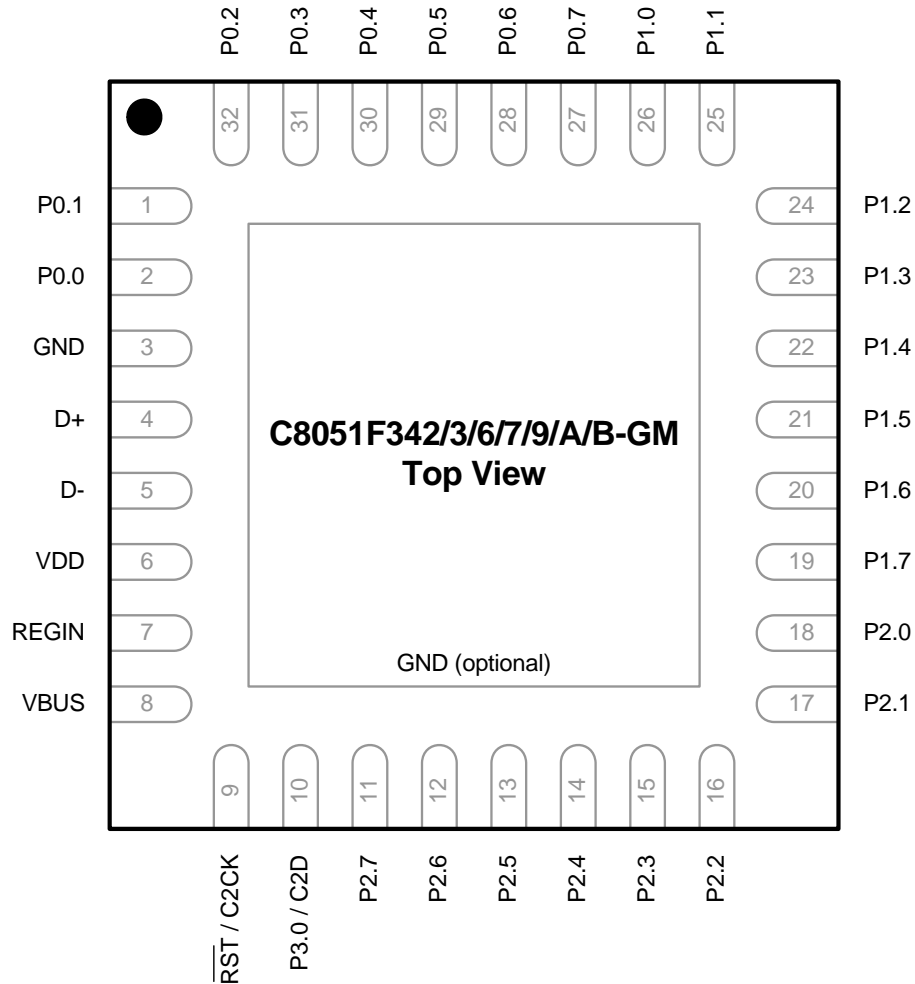 P0.2
P0.3
P0.4
P0.5
P0.6
P0.7
P1.0
P1.1
32
31
30
29
28
27
26
25
P0.1
1
24
P1.2
P0.0
2
23
P1.3
GND
3
22
P1.4
D+
4
21
P1.5
C8051F342/3/6/7/9/A/B-GM
Top View
D-
5
20
P1.6
VDD
6
19
P1.7
REGIN
7
18
P2.0
GND (optional)
VBUS
8
17
P2.1
9
10
11
12
13
14
15
16
RST / C2CK
P3.0 / C2D
P2.7
P2.6
P2.5
P2.4
P2.3
P2.2